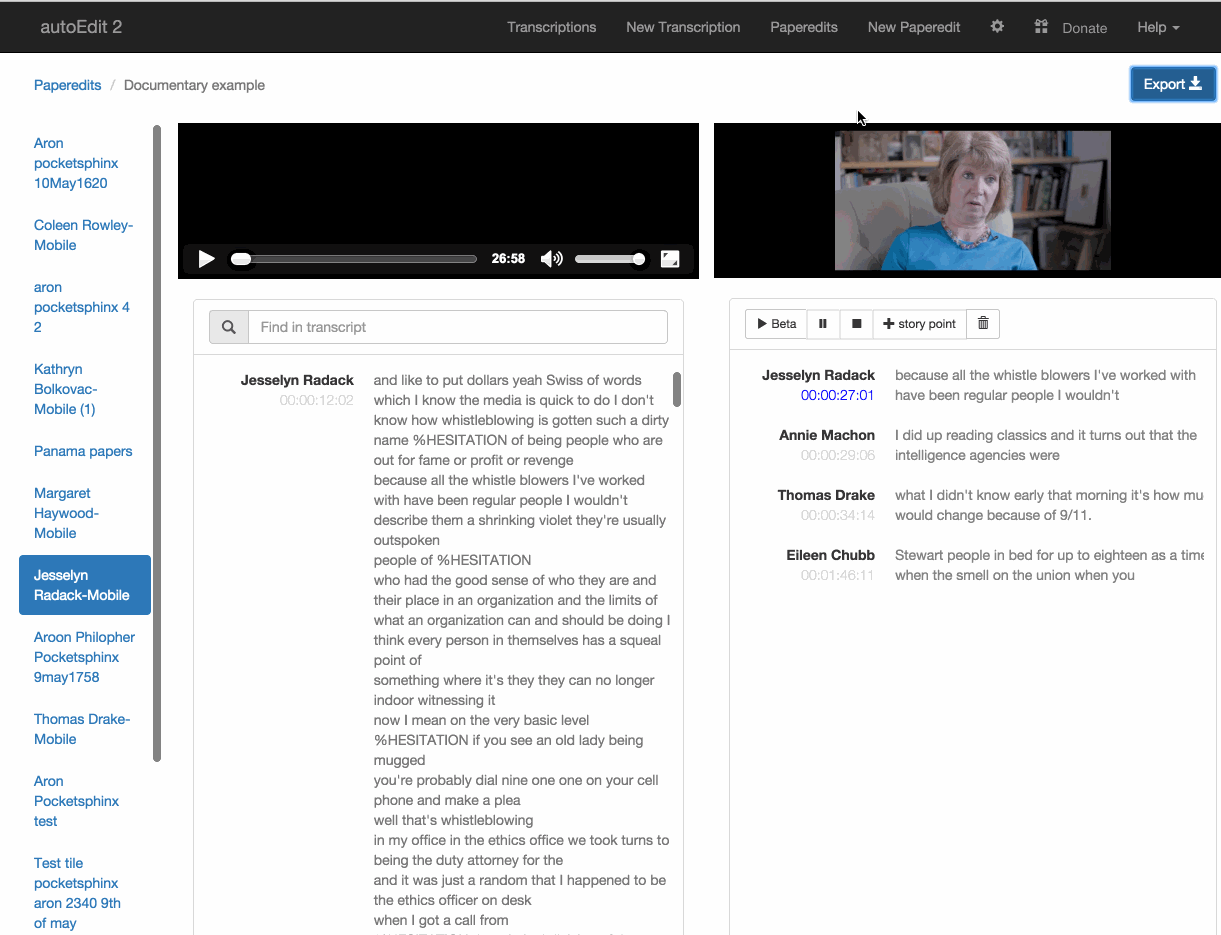 autoEdit 2
Transcriptions
New Transcription
Paperedits
New Paperedit
Donate
Help
Paperedits / Documentary example
Export
Aron
pocketsphinx
10May1620
Coleen Rowley-
Mobile
aron
pocketsphinx 4
2
Kathryn
Bolkovac-
Mobile (1)
Panama papers
Margaret
Haywood-
Mobile
Jesselyn
Radack-Mobile
Aroon Philopher
Pocketsphinx
9may1758
Thomas Drake-
Mobile
Aron
Pocketsphinx
test
Test tile
pocketsphinx
aron 2340 9th
of may
26:58
Find in transcript
Jesselyn Radack
00:00:12:02
and like to put dollars yeah Swiss of words
which I know the media is quick to do I don't
know how whistleblowing is gotten such a dirty
name %HESITATION of being people who are
out for fame or profit or revenge
because all the whistle blowers I've worked
with have been regular people I wouldn't
describe them a shrinking violet they're usually
outspoken
people of %HESITATION
who had the good sense of who they are and
their place in an organization and the limits of
what an organization can and should be doing I
think every person in themselves has a squeal
point of
something where it's they they can no longer
indoor witnessing it
now I mean on the very basic level
%HESITATION if you see an old lady being
mugged
you're probably dial nine one one on your cell
phone and make a plea
well that's whistleblowing
in my office in the ethics office we took turns to
being the duty attorney for the
and it was just a random that I happened to be
the ethics officer on desk
when I got a call from
Beta
story point
Jesselyn Radack
00:00:27:01
because all the whistle blowers I've worked with
have been regular people I wouldn't
Annie Machon
00:00:29:06
I did up reading classics and it turns out that the
intelligence agencies were
Thomas Drake
00:00:34:14
what I didn't know early that morning it's how mu
would change because of 9/11.
Eileen Chubb
00:01:46:11
Stewart people in bed for up to eighteen as a time
when the smell on the union when you